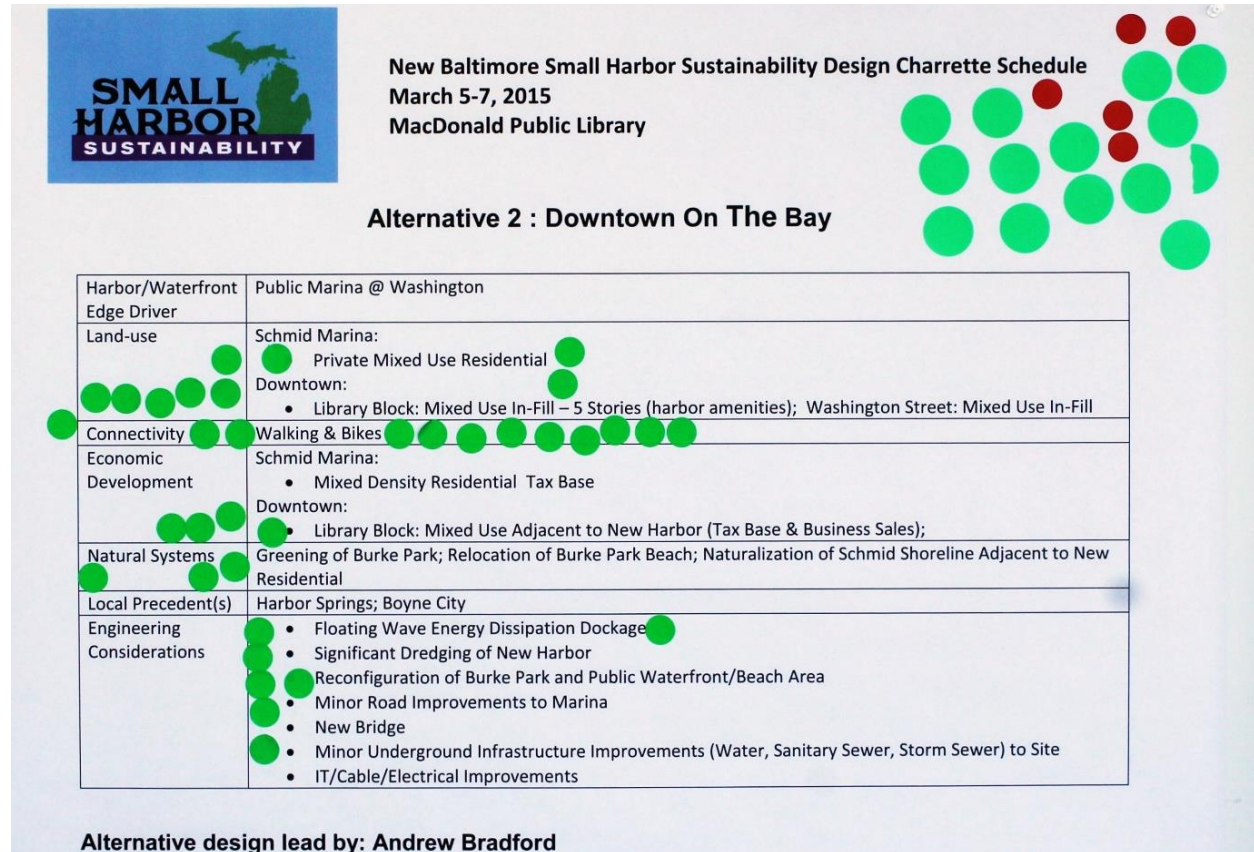 SMALL
HARBOR
SUSTAINABILITY
New Baltimore Small Harbor Sustainability Design Charrette Schedule
March 5-7, 2015
MacDonald Public Library
Alternative 2 : Downtown On The Bay
Harbor/Waterfront
Edge Driver
Public Marina @ Washington
Land-use
Schmid Marina:
Private Mixed Use Residential
Downtown:
• Library Block: Mixed Use In-Fill – 5 Stories (harbor amenities); Washington Street: Mixed Use In-Fill
Connectivity
Walking & Bikes
Economic
Development
Schmid Marina:
• Mixed Density Residential Tax Base
Downtown:
• Library Block: Mixed Use Adjacent to New Harbor (Tax Base & Business Sales);
Natural Systems
Greening of Burke Park; Relocation of Burke Park Beach; Naturalization of Schmid Shoreline Adjacent to New
Residential
Local Precedent(s)
Harbor Springs; Boyne City
Engineering
Considerations
• Floating Wave Energy Dissipation Dockage
• Significant Dredging of New Harbor
Reconfiguration of Burke Park and Public Waterfront/Beach Area
• Minor Road Improvements to Marina
• New Bridge
• Minor Underground Infrastructure Improvements (Water, Sanitary Sewer, Storm Sewer) to Site
• IT/Cable/Electrical Improvements
Alternative design lead by: Andrew Bradford